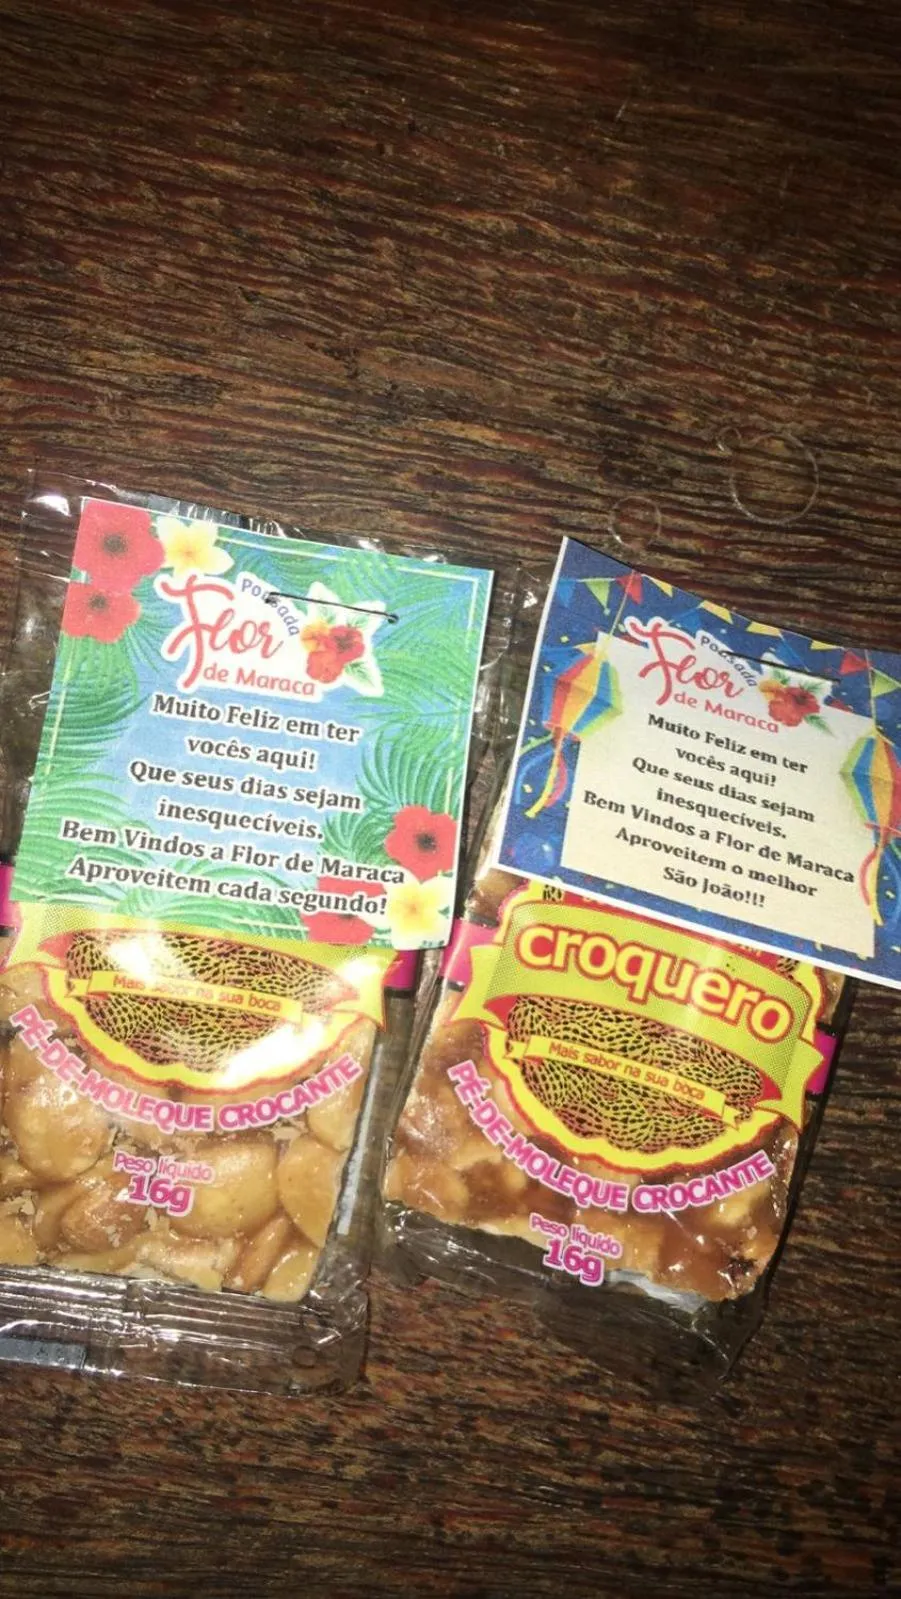 Pousada
Flor
de Maraca
Muito Feliz em ter
vocês aqui!
Que seus dias sejam
inesquecíveis.
Bem Vindos a Flor de Maraca
Aproveitem cada segundo!
Mais sabor na sua boca
PÉ-DE-MOLEQUE CROCANTE
Peso líquido
16g
Pousada
Flor
de Maraca
Muito Feliz em ter
vocês aqui!
Que seus dias sejam
inesquecíveis.
Bem Vindos a Flor de Maraca
Aproveitem o melhor
São João!!!
croquero
Mais sabor na sua boca
PÉ-DE-MOLEQUE CROCANTE
Peso líquido
16g